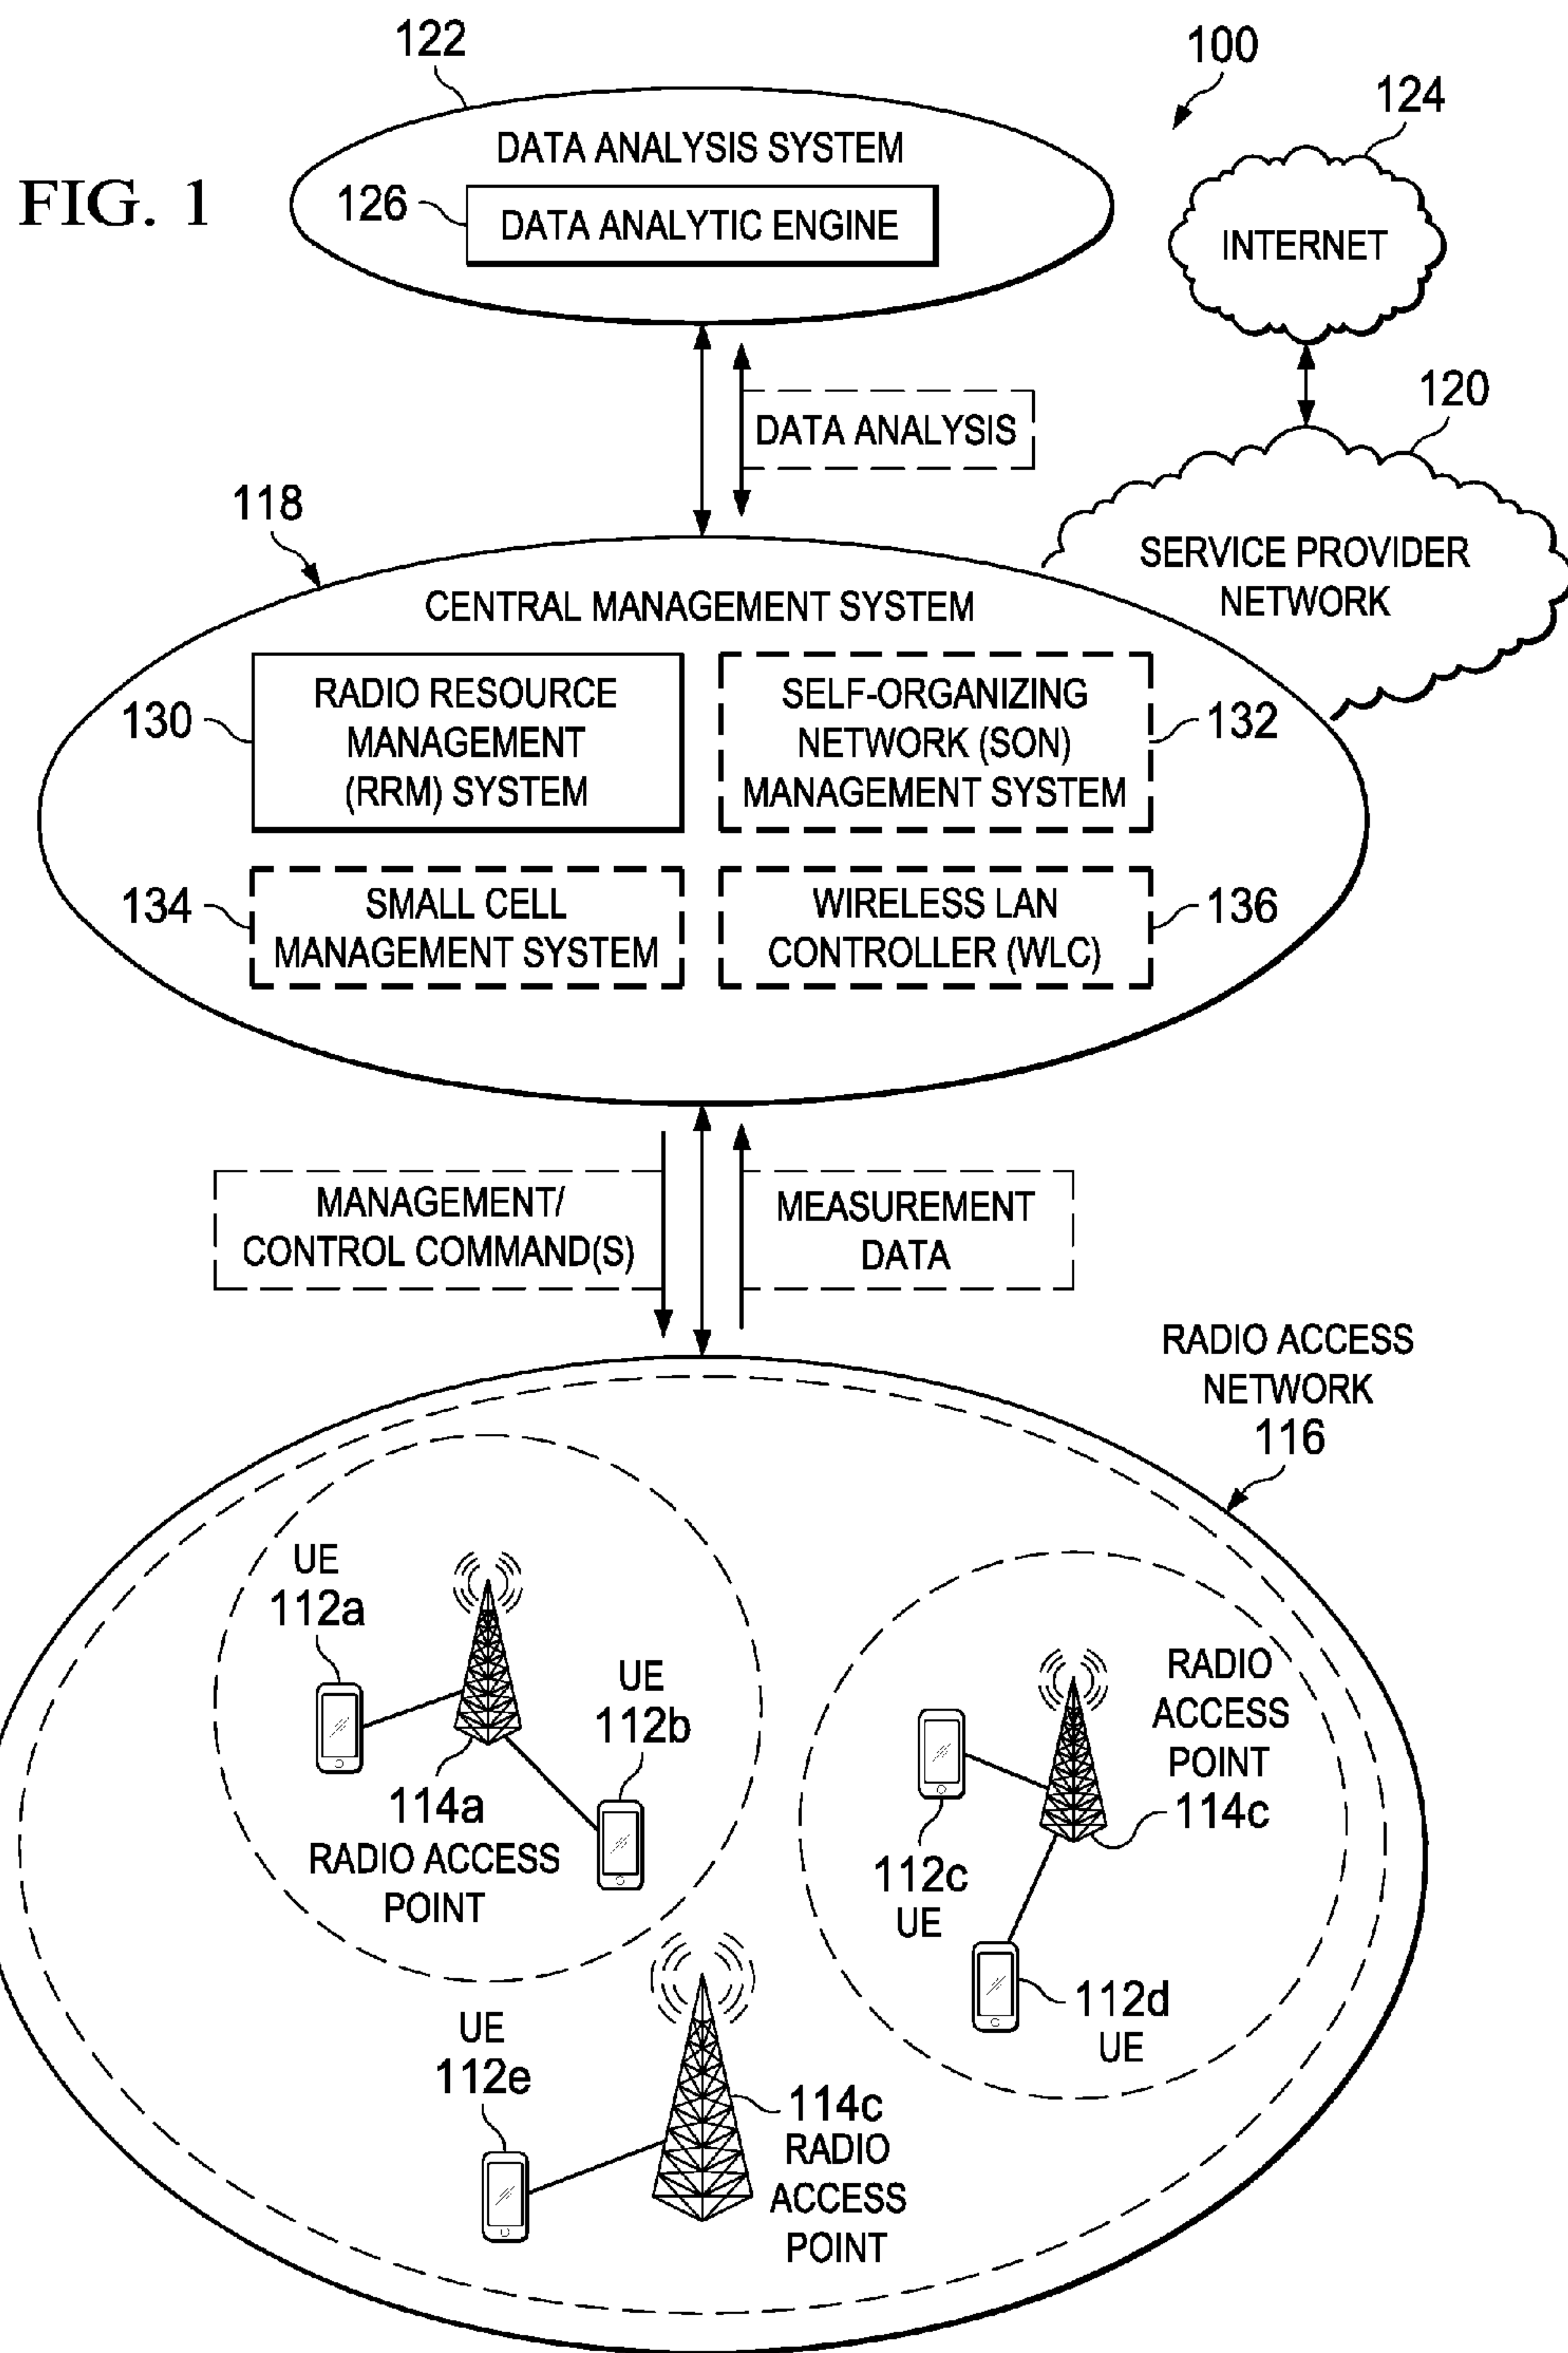 FIG. 1
122
100
124
DATA ANALYSIS SYSTEM
126
DATA ANALYTIC ENGINE
INTERNET
DATA ANALYSIS
120
118
SERVICE PROVIDER
NETWORK
CENTRAL MANAGEMENT SYSTEM
130
RADIO RESOURCE
MANAGEMENT
(RRM) SYSTEM
SELF-ORGANIZING
NETWORK (SON)
MANAGEMENT SYSTEM
132
134
SMALL CELL
MANAGEMENT SYSTEM
WIRELESS LAN
CONTROLLER (WLC)
136
MANAGEMENT/
CONTROL COMMAND(S)
MEASUREMENT
DATA
RADIO ACCESS
NETWORK
116
UE
112a
UE
112b
114a
RADIO ACCESS
POINT
RADIO
ACCESS
POINT
114c
112c
UE
112d
UE
UE
112e
114c
RADIO
ACCESS
POINT